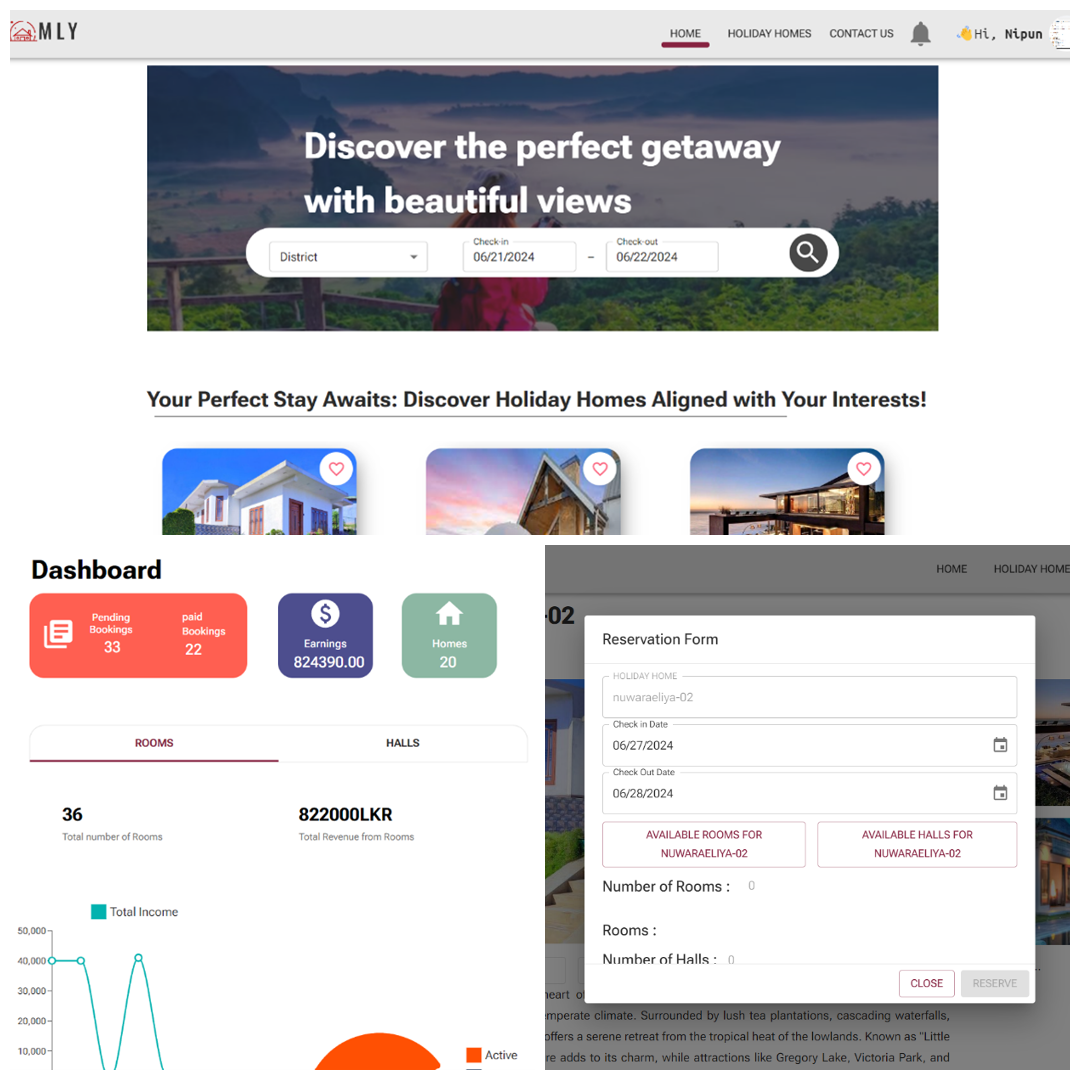 MLY
HOME
HOLIDAY HOMES
CONTACT US
Hi, Nipun
Discover the perfect getaway
with beautiful views
District
Check-in
06/21/2024
–
Check-out
06/22/2024
Your Perfect Stay Awaits: Discover Holiday Homes Aligned with Your Interests!
Dashboard
Pending
Bookings
33
paid
Bookings
22
$
Earnings
824390.00
Homes
20
ROOMS
HALLS
36
Total number of Rooms
822000LKR
Total Revenue from Rooms
Total Income
50,000
40,000
30,000
20,000
10,000
Active
HOME
HOLIDAY HOME
-02
Reservation Form
HOLIDAY HOME
nuwaraeliya-02
Check in Date
06/27/2024
Check Out Date
06/28/2024
AVAILABLE ROOMS FOR
NUWARAELIYA-02
AVAILABLE HALLS FOR
NUWARAELIYA-02
Number of Rooms : 0
Rooms :
Number of Halls : 0
CLOSE
RESERVE
heart of
emperate climate. Surrounded by lush tea plantations, cascading waterfalls,
offers a serene retreat from the tropical heat of the lowlands. Known as "Little
re adds to its charm, while attractions like Gregory Lake, Victoria Park, and